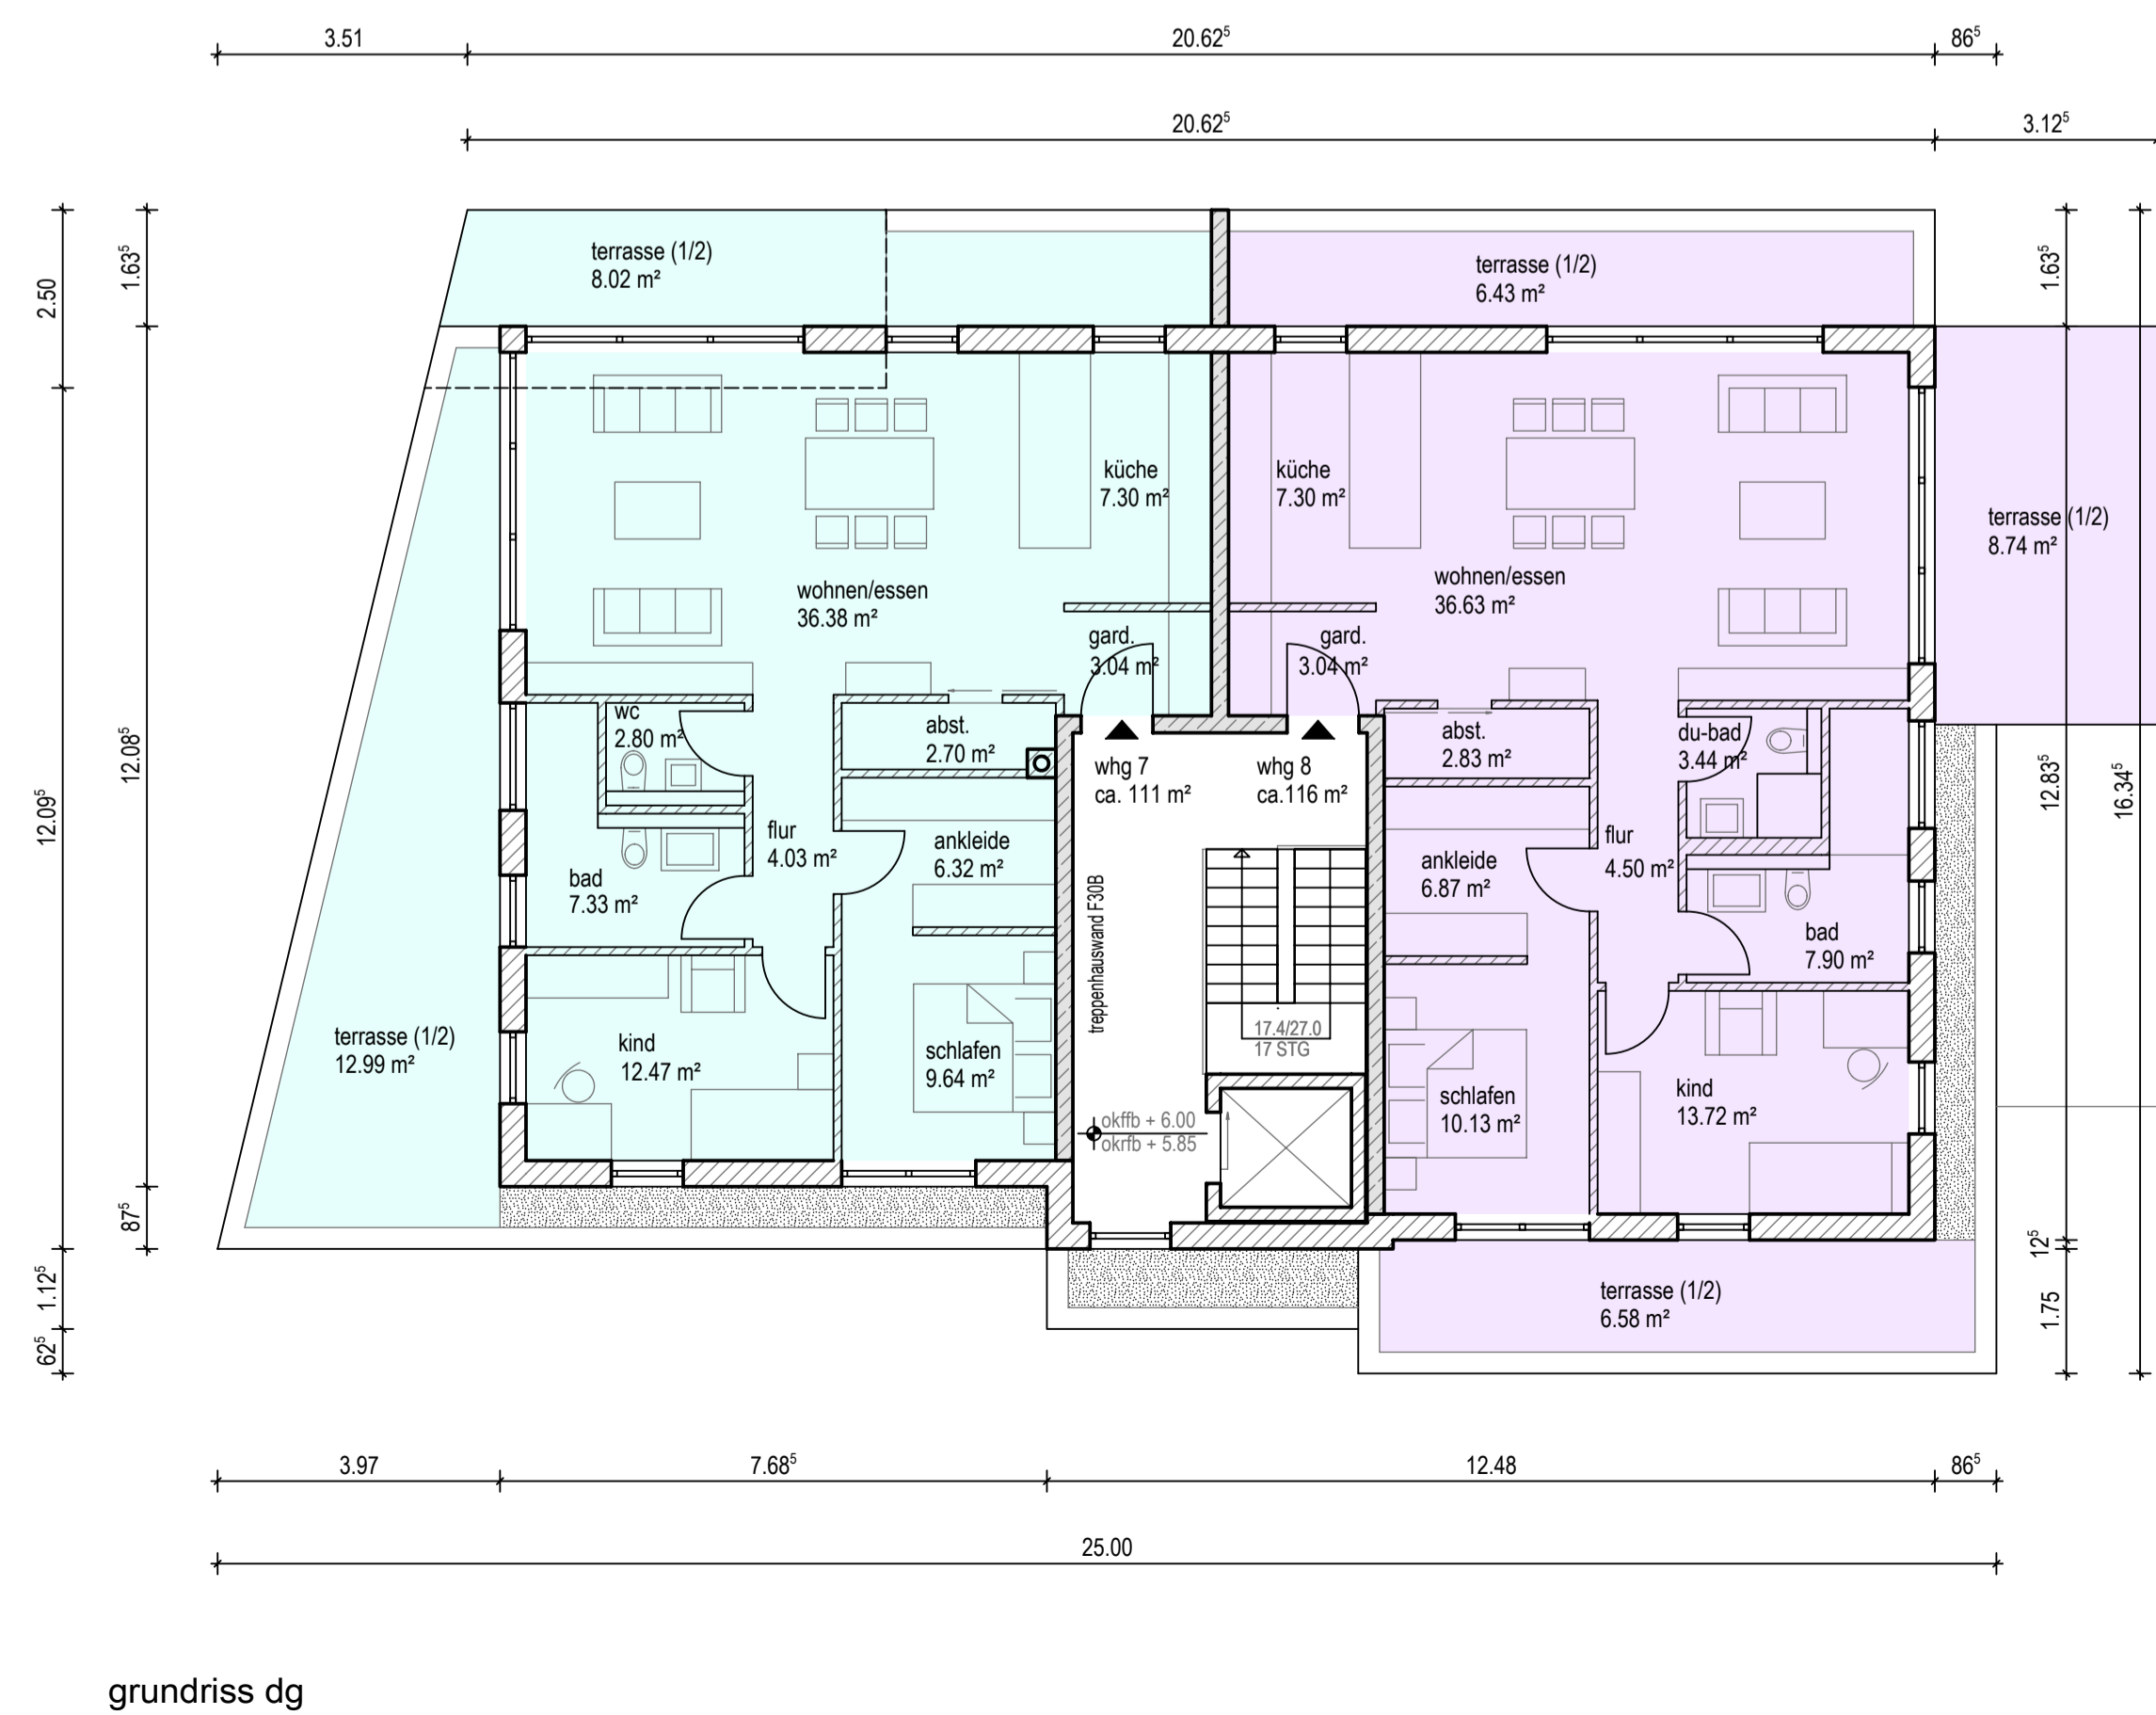 3.51
20.62⁵
86⁵
20.62⁵
3.12⁵
2.50
1.63⁵
terrasse (1/2)
8.02 m²
terrasse (1/2)
6.43 m²
1.63⁵
küche
7.30 m²
küche
7.30 m²
terrasse (1/2)
8.74 m²
wohnen/essen
36.38 m²
wohnen/essen
36.63 m²
gard.
3.04 m²
gard.
3.04 m²
wc
2.80 m²
abst.
2.70 m²
whg 7
ca. 111 m²
whg 8
ca.116 m²
abst.
2.83 m²
du-bad
3.44 m²
12.09⁵
12.08⁵
12.83⁵
16.34⁵
flur
4.03 m²
ankleide
6.32 m²
bad
7.33 m²
treppenhauswand F30B
ankleide
6.87 m²
flur
4.50 m²
bad
7.90 m²
terrasse (1/2)
12.99 m²
kind
12.47 m²
schlafen
9.64 m²
17.4/27.0
17 STG
okffb + 6.00
okrfb + 5.85
schlafen
10.13 m²
kind
13.72 m²
87⁵
1.12⁵
62⁵
terrasse (1/2)
6.58 m²
12⁵
1.75
3.97
7.68⁵
12.48
86⁵
25.00
grundriss dg